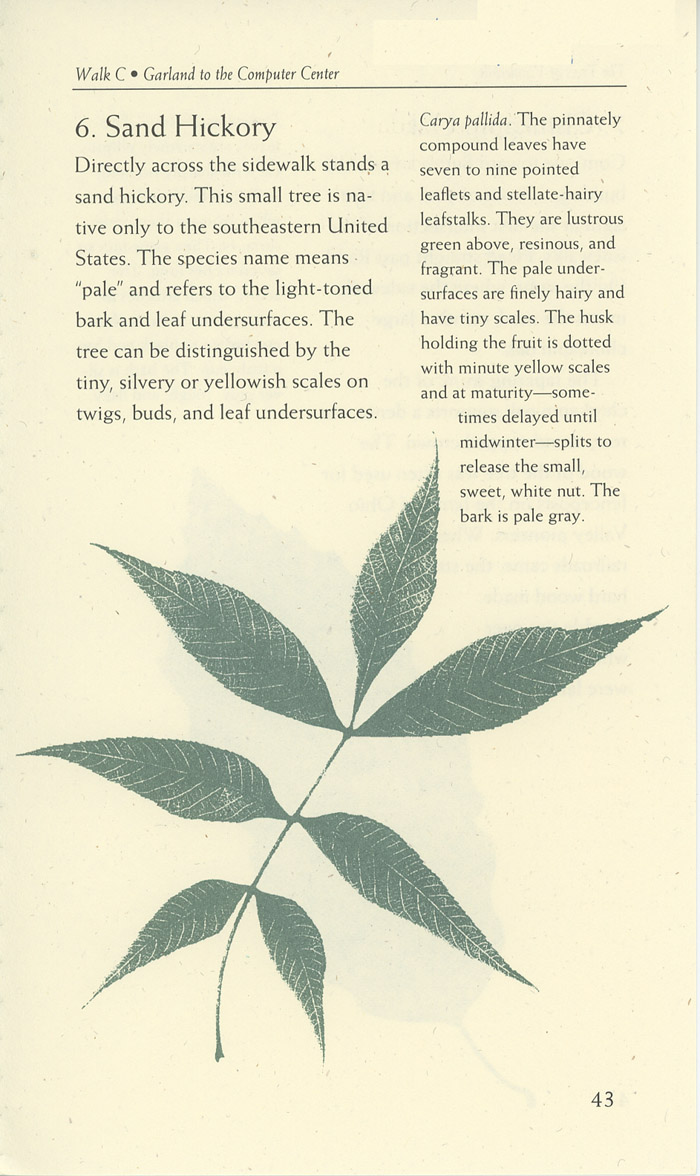 Walk C • Garland to the Computer Center
6. Sand Hickory
Directly across the sidewalk stands a
sand hickory. This small tree is na-
tive only to the southeastern United
States. The species name means
“pale” and refers to the light-toned
bark and leaf undersurfaces. The
tree can be distinguished by the
tiny, silvery or yellowish scales on
twigs, buds, and leaf undersurfaces.
Carya pallida. The pinnately
compound leaves have
seven to nine pointed
leaflets and stellate-hairy
leafstalks. They are lustrous
green above, resinous, and
fragrant. The pale under-
surfaces are finely hairy and
have tiny scales. The husk
holding the fruit is dotted
with minute yellow scales
and at maturity—some-
times delayed until
midwinter—splits to
release the small,
sweet, white nut. The
bark is pale gray.
43